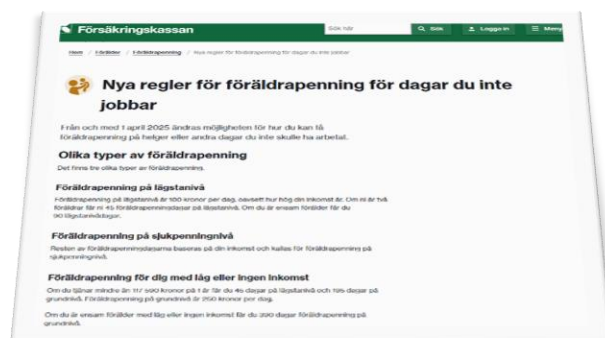 Försäkringskassan
Sök här
Sök
Logga in
Meny
Hem / Förälder / Föräldrapenning / Nya regler för föräldrapenning för dagar du inte jobbar
Nya regler för föräldrapenning för dagar du inte
jobbar
Från och med 1 april 2025 ändras möjligheten för hur du kan få
föräldrapenning på helger eller andra dagar du inte skulle ha arbetat.
Olika typer av föräldrapenning
Det finns tre olika typer av föräldrapenning.
Föräldrapenning på lägstanivå
Föräldrapenning på lägstanivå är 180 kronor per dag, oavsett hur hög din inkomst är. Om ni är två
föräldrar får ni 45 föräldrapenningdagar på lägstanivå. Om du är ensam förälder får du
90 lägstanivådagar.
Föräldrapenning på sjukpenningnivå
Resten av föräldrapenningdagarna baseras på din inkomst och kallas för föräldrapenning på
sjukpenningnivå.
Föräldrapenning för dig med låg eller ingen inkomst
Om du tjänar mindre än 117 590 kronor på 1 år får du 45 dagar på lägstanivå och 195 dagar på
grundnivå. Föräldrapenning på grundnivå är 250 kronor per dag.
Om du är ensam förälder med låg eller ingen inkomst får du 390 dagar föräldrapenning på
grundnivå.